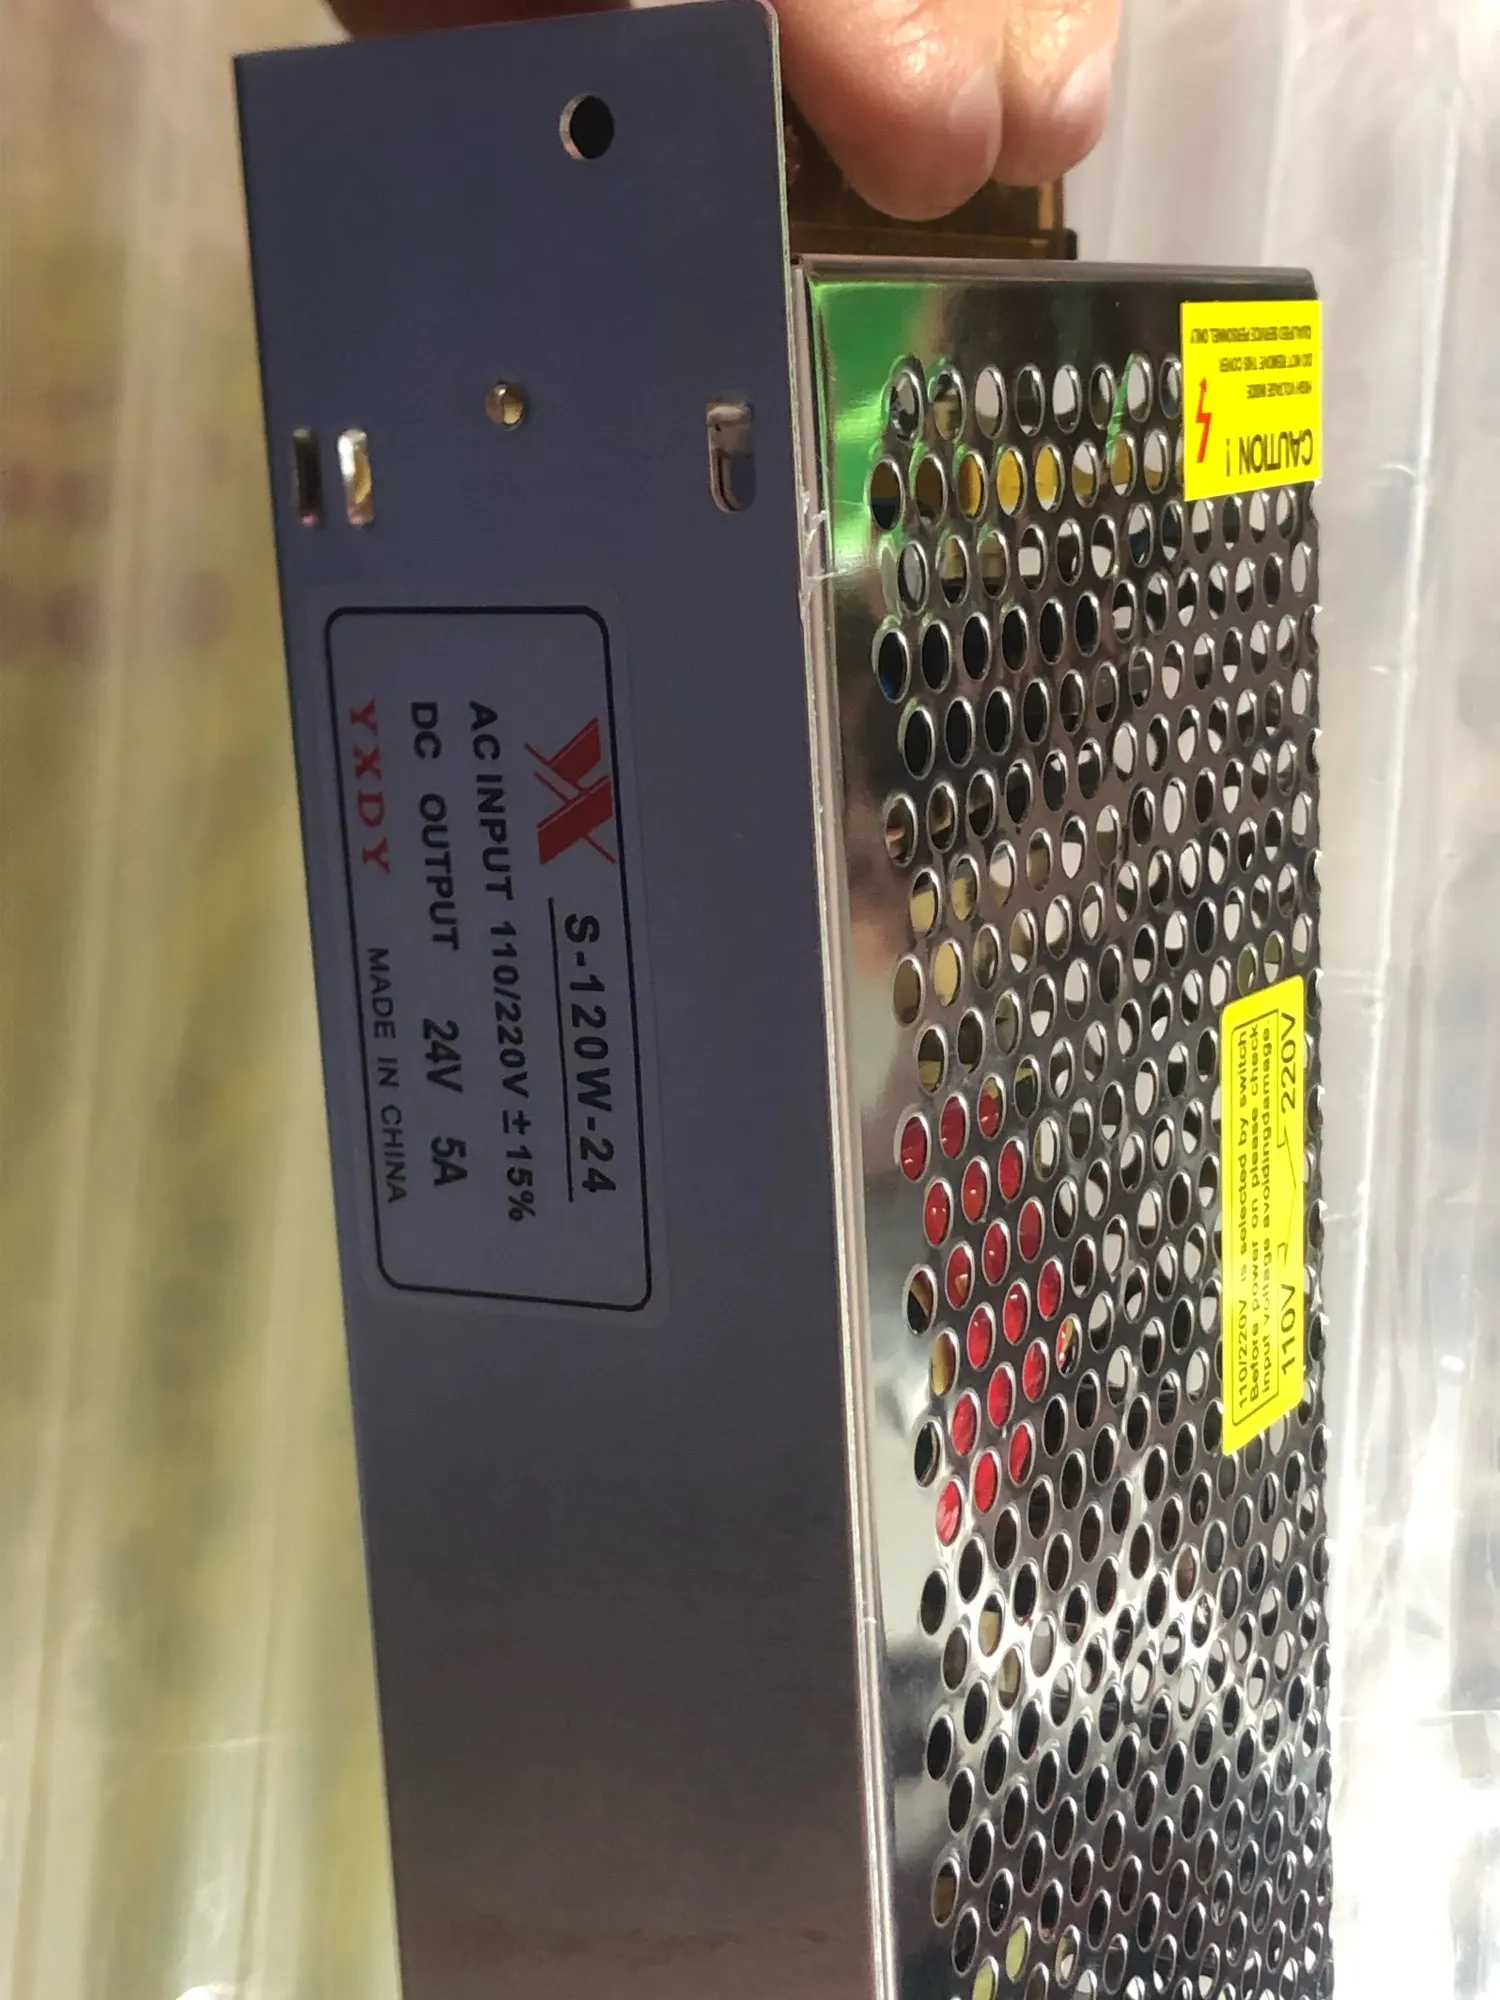 S-120W-24
AC INPUT 110/220V ± 15%
DC OUTPUT 24V 5A
YXDY MADE IN CHINA
CAUTION !
HIGH VOLTAGE INSIDE
DO NOT REMOVE THIS COVER
QUALIFIED SERVICE PERSONNEL ONLY
110/220V is selected by switch
Before power on please check
input voltage avoidingdamage
110V 220V